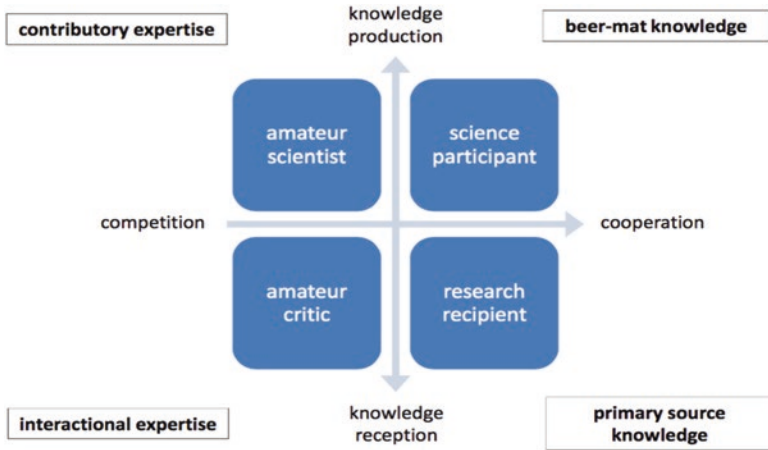 contributory expertise
knowledge
production
beer-mat knowledge
amateur
scientist
science
participant
competition
cooperation
amateur
critic
research
recipient
interactional expertise
knowledge
reception
primary source
knowledge